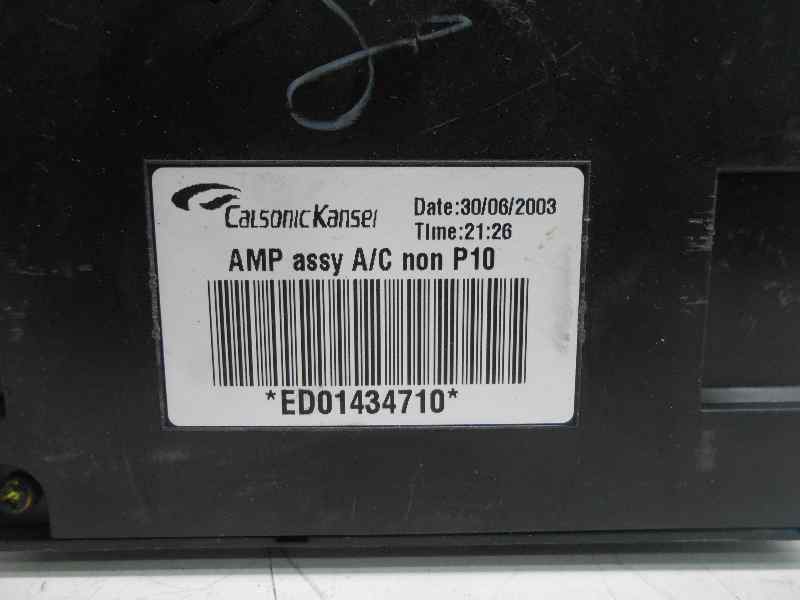 CalsonicKansei
Date:30/06/2003
Time:21:26
AMP assy A/C non P10
*ED01434710*